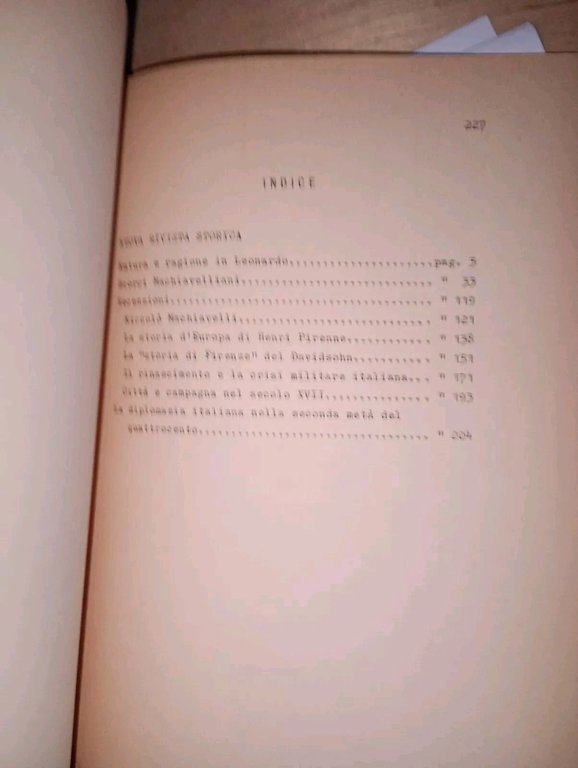 227
INDICE
NUOVA RIVISTA STORICA
Natura e ragione in Leonardo.....................pag. 5
Scorci Machiavelliani............................ " 33
Recensioni....................................... " 119
Niccolò Machiavelli............................ " 121
La storia d'Europa di Henri Pirenne............ " 138
La "storia di Firenze" del Davidsohn........... " 151
Il rinascimento e la crisi militare italiana... " 171
Città e campagna nel secolo XVII............... " 193
La diplomazia italiana nella seconda metà del
quattrocento.................................. " 204